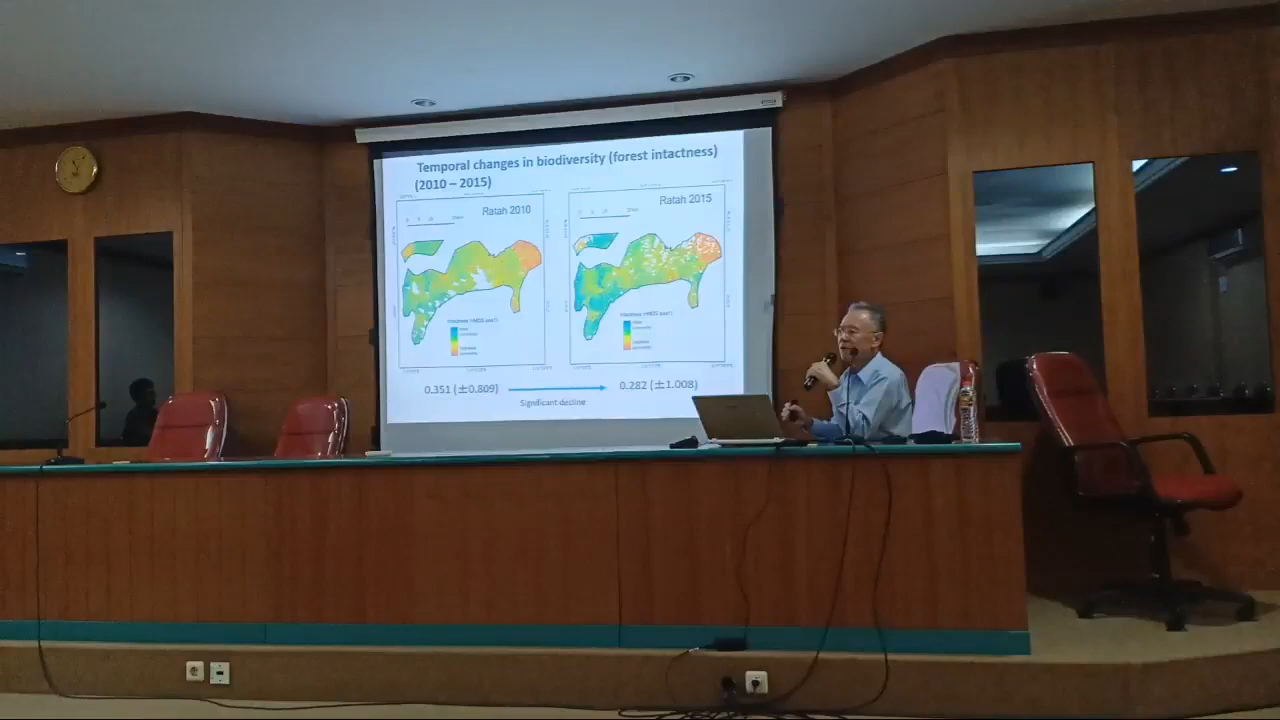 Temporal changes in biodiversity (forest intactness)
(2010 – 2015)
Ratah 2010
Ratah 2015
0.351 (±0.809)
0.282 (±1.008)
Significant decline